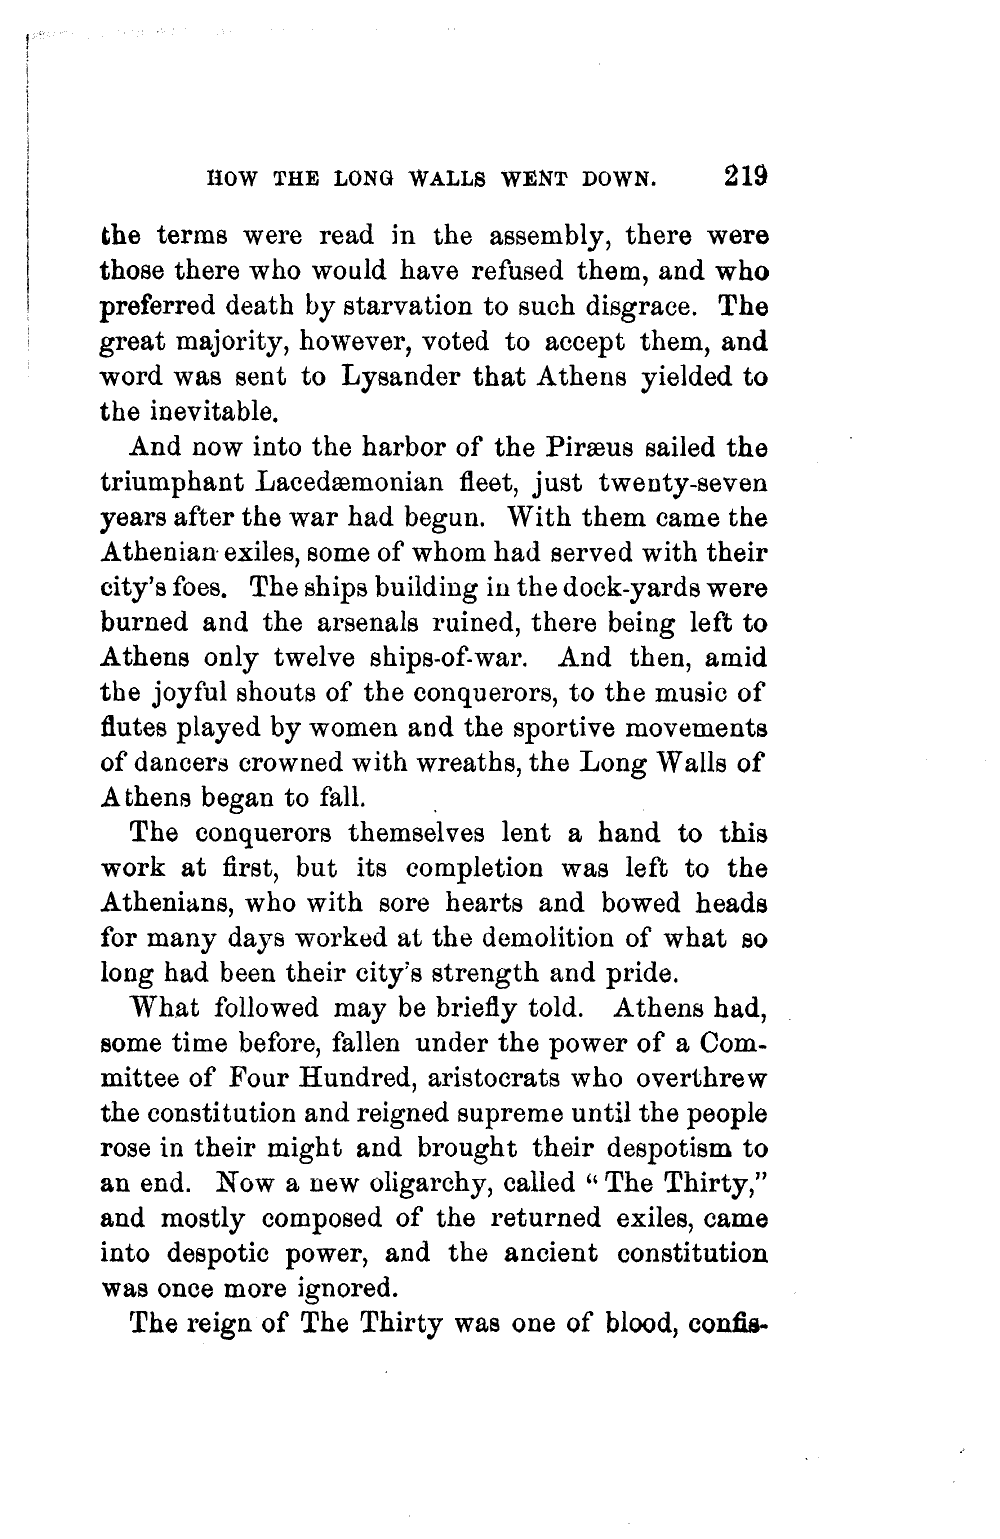 HOW THE LONG WALLS WENT DOWN. 219
the terms were read in the assembly, there were
those there who would have refused them, and who
preferred death by starvation to such disgrace. The
great majority, however, voted to accept them, and
word was sent to Lysander that Athens yielded to
the inevitable.
And now into the harbor of the Piræus sailed the
triumphant Lacedæmonian fleet, just twenty-seven
years after the war had begun. With them came the
Athenian exiles, some of whom had served with their
city's foes. The ships building in the dock-yards were
burned and the arsenals ruined, there being left to
Athens only twelve ships-of-war. And then, amid
the joyful shouts of the conquerors, to the music of
flutes played by women and the sportive movements
of dancers crowned with wreaths, the Long Walls of
Athens began to fall.
The conquerors themselves lent a hand to this
work at first, but its completion was left to the
Athenians, who with sore hearts and bowed heads
for many days worked at the demolition of what so
long had been their city's strength and pride.
What followed may be briefly told. Athens had,
some time before, fallen under the power of a Com-
mittee of Four Hundred, aristocrats who overthrew
the constitution and reigned supreme until the people
rose in their might and brought their despotism to
an end. Now a new oligarchy, called “The Thirty,”
and mostly composed of the returned exiles, came
into despotic power, and the ancient constitution
was once more ignored.
The reign of The Thirty was one of blood, confis-